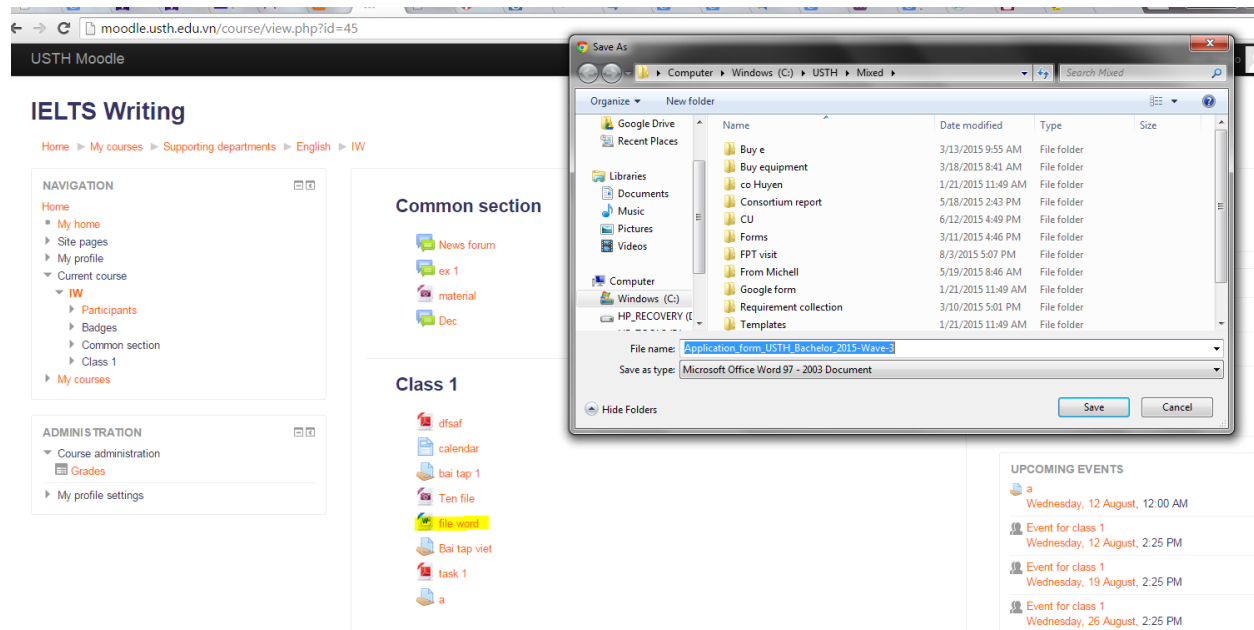 moodle.usth.edu.vn/course/view.php?id=45
USTH Moodle
IELTS Writing
Home ► My courses ► Supporting departments ► English ► IW
NAVIGATION
Home
My home
Site pages
My profile
Current course
IW
Participants
Badges
Common section
Class 1
My courses
ADMINISTRATION
Course administration
Grades
My profile settings
Common section
News forum
ex 1
material
Dec
Class 1
dfsaf
calendar
bai tap 1
Ten file
file word
Bai tap viet
task 1
a
Save As
Computer ► Windows (C:) ► USTH ► Mixed ►
Search Mixed
Organize ▼ New folder
Google Drive
Recent Places
Libraries
Documents
Music
Pictures
Videos
Computer
Windows (C:)
HP_RECOVERY (
Name Date modified Type Size
Buy e 3/13/2015 9:55 AM File folder
Buy equipment 3/18/2015 8:41 AM File folder
co Huyen 1/21/2015 11:49 AM File folder
Consortium report 5/18/2015 2:43 PM File folder
CU 6/12/2015 4:49 PM File folder
Forms 3/11/2015 4:46 PM File folder
FPT visit 8/3/2015 5:07 PM File folder
From Michell 5/19/2015 8:46 AM File folder
Google form 1/21/2015 11:49 AM File folder
Requirement collection 3/10/2015 5:01 PM File folder
Templates 1/21/2015 11:49 AM File folder
File name: Application_form_USTH_Bachelor_2015-Wave-3
Save as type: Microsoft Office Word 97 - 2003 Document
Hide Folders
Save Cancel
UPCOMING EVENTS
a
Wednesday, 12 August, 12:00 AM
Event for class 1
Wednesday, 12 August, 2:25 PM
Event for class 1
Wednesday, 19 August, 2:25 PM
Event for class 1
Wednesday, 26 August, 2:25 PM